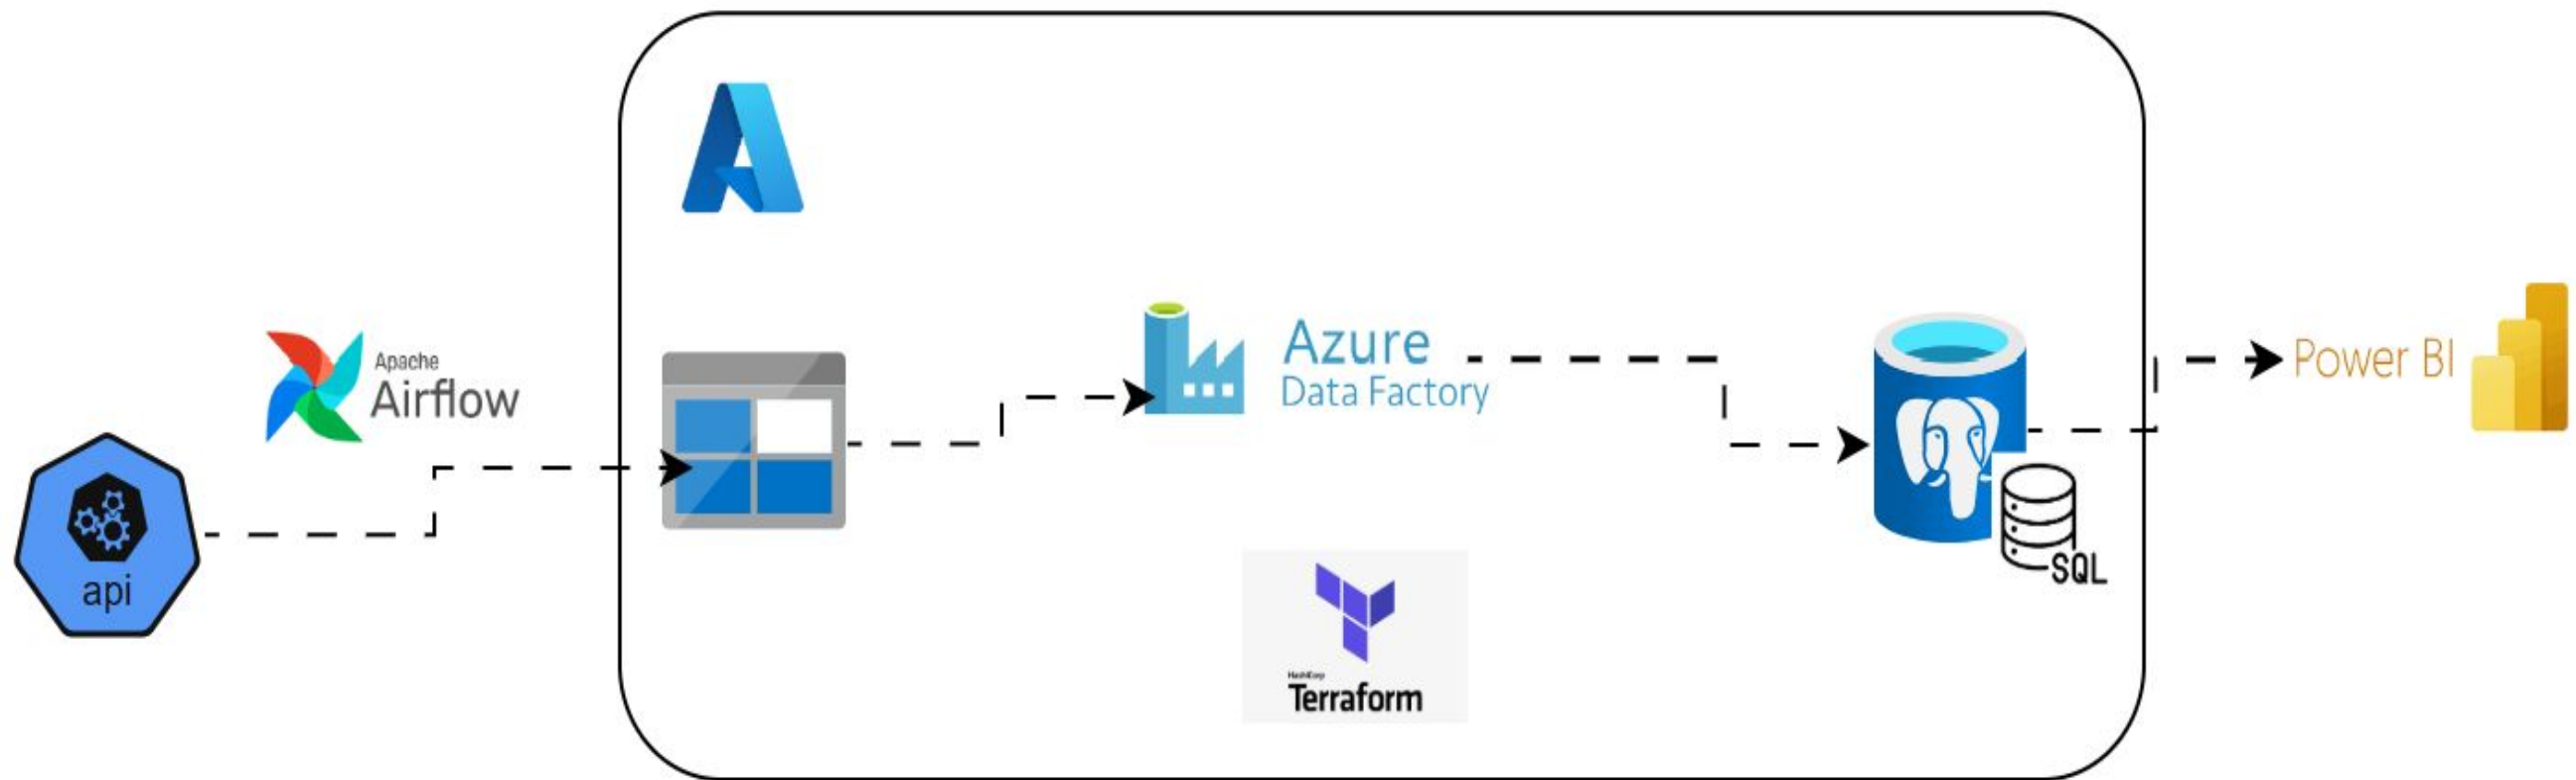 Apache
Airflow
api
Azure
Data Factory
HashiCorp
Terraform
SQL
Power BI